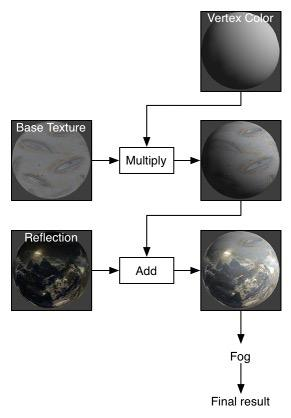 Vertex Color
Base Texture
Multiply
Reflection
Add
Fog
Final result